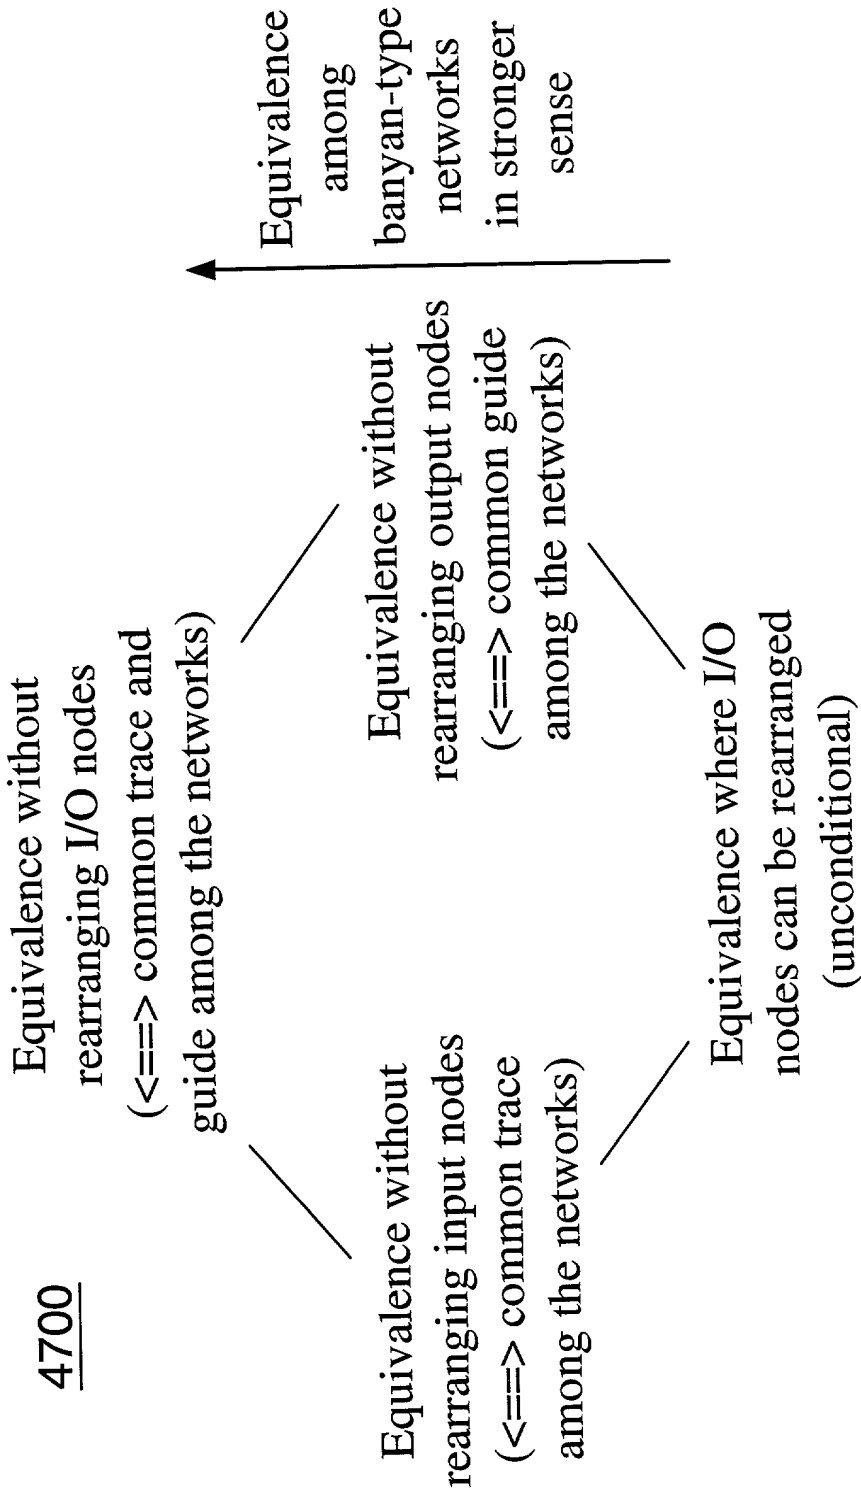 4700
Equivalence without
rearranging I/O nodes
(<==> common trace and
guide among the networks)
Equivalence without
rearranging input nodes
(<==> common trace
among the networks)
Equivalence without
rearranging output nodes
(<==> common guide
among the networks)
Equivalence where I/O
nodes can be rearranged
(unconditional)
Equivalence
among
banyan-type
networks
in stronger
sense